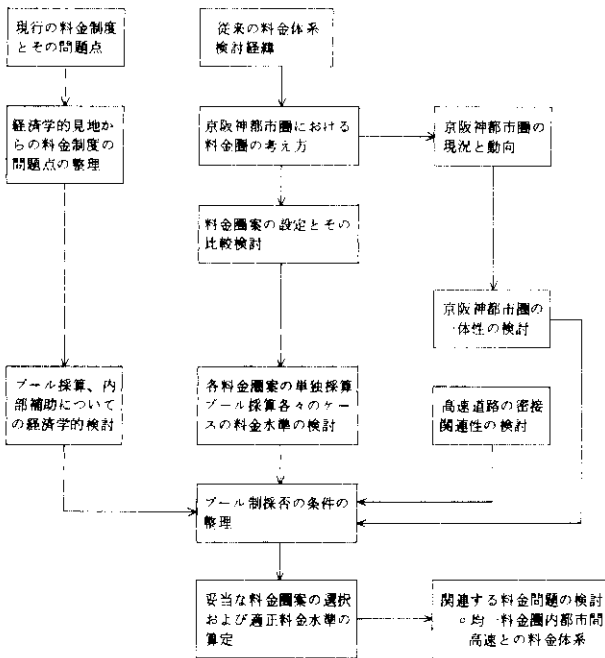 現行の料金制度
とその問題点
従来の料金体系
検討経緯
経済学的見地か
らの料金制度の
問題点の整理
京阪神都市圏における
料金圏の考え方
京阪神都市圏の
現況と動向
料金圏案の設定とその
比較検討
京阪神都市圏の
一体性の検討
プール採算、内
部補助について
の経済学的検討
各料金圏案の単独採算
プール採算各々のケー
スの料金水準の検討
高速道路の密接
関連性の検討
プール制採否の条件の
整理
妥当な料金圏案の選択
および適正料金水準の
算定
関連する料金問題の検討
○均一料金圏内都市間
高速との料金体系